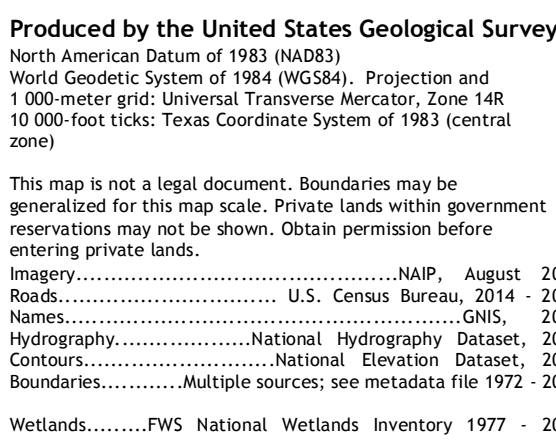 Produced by the United States Geological Survey
North American Datum of 1983 (NAD83)
World Geodetic System of 1984 (WGS84). Projection and
1 000-meter grid: Universal Transverse Mercator, Zone 14R
10 000-foot ticks: Texas Coordinate System of 1983 (central
zone)
This map is not a legal document. Boundaries may be
generalized for this map scale. Private lands within government
reservations may not be shown. Obtain permission before
entering private lands.
Imagery..............................................NAIP, August
Roads............................... U.S. Census Bureau, 2014 -
Names.........................................................GNIS,
Hydrography...................National Hydrography Dataset,
Contours...........................National Elevation Dataset,
Boundaries............Multiple sources; see metadata file 1972 -
Wetlands.........FWS National Wetlands Inventory 1977 -